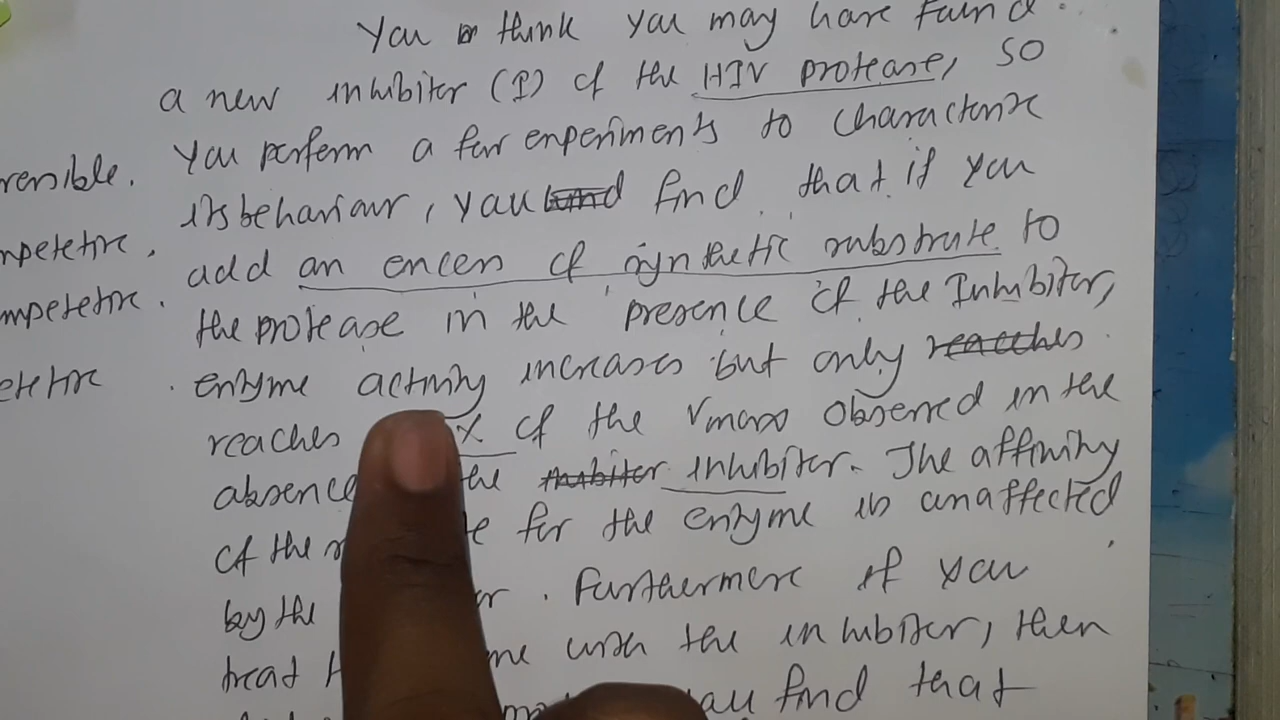 You think you may have found
a new inhibitor (I) of the HIV protease, so
you perform a few experiments to characterize
its behaviour, you find that if you
add an excess of synthetic substrate to
the protease in the presence of the Inhibitor,
enzyme activity increases but only reaches
reaches % of the Vmax observed in the
absence the inhibiter inhibitor. The affinity
of the for the enzyme is unaffected
by the . Furthermore if you
treat with the inhibitor, then
you find that
versible.
mpetetive.
mpetetive.
etetive